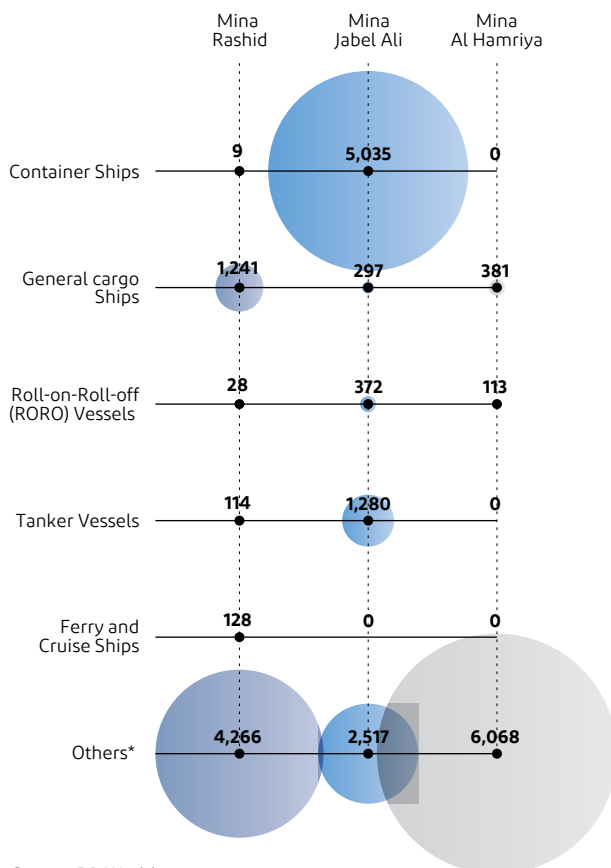 Mina Rashid
Mina Jabel Ali
Mina Al Hamriya
Container Ships
9
5,035
0
General cargo Ships
1,241
297
381
Roll-on-Roll-off (RORO) Vessels
28
372
113
Tanker Vessels
114
1,280
0
Ferry and Cruise Ships
128
0
0
Others*
4,266
2,517
6,068